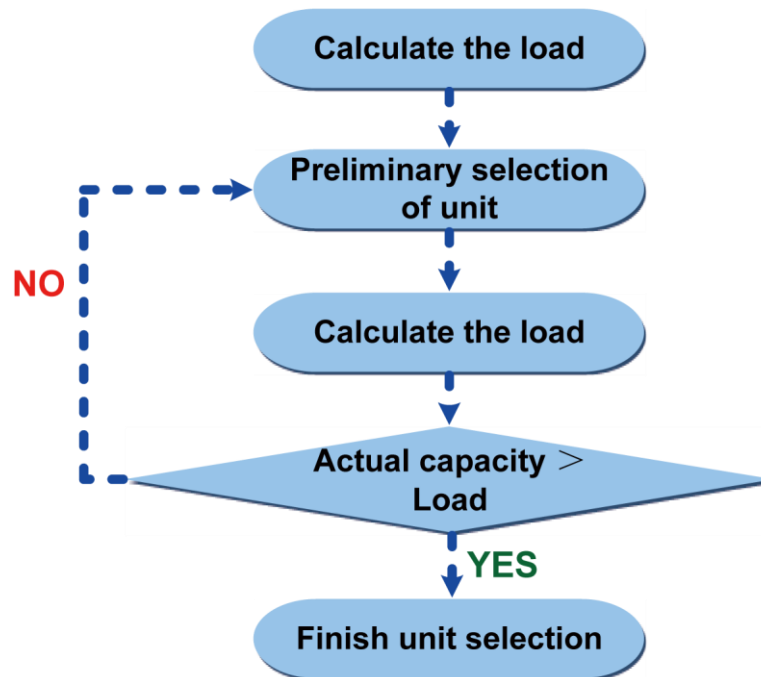 Calculate the load
Preliminary selection
of unit
NO
Calculate the load
Actual capacity ＞
Load
YES
Finish unit selection